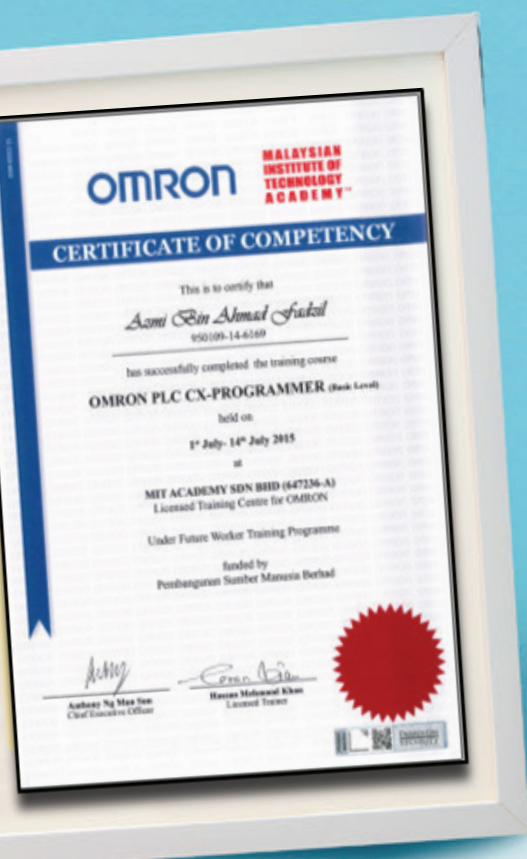 OMRON
MALAYSIAN
INSTITUTE OF
TECHNOLOGY
ACADEMY™
CERTIFICATE OF COMPETENCY
This is to certify that
Azmi Bin Ahmad Fadzil
950109-14-6169
has successfully completed the training course
OMRON PLC CX-PROGRAMMER (Basic Level)
held on
1st July- 14th July 2015
at
MIT ACADEMY SDN BHD (647236-A)
Licensed Training Centre for OMRON
Under Future Worker Training Programme
funded by
Pembangunan Sumber Manusia Berhad
Anthony Ng Mun Sun
Chief Executive Officer
Hassan Mohamad Khan
Licensed Trainer